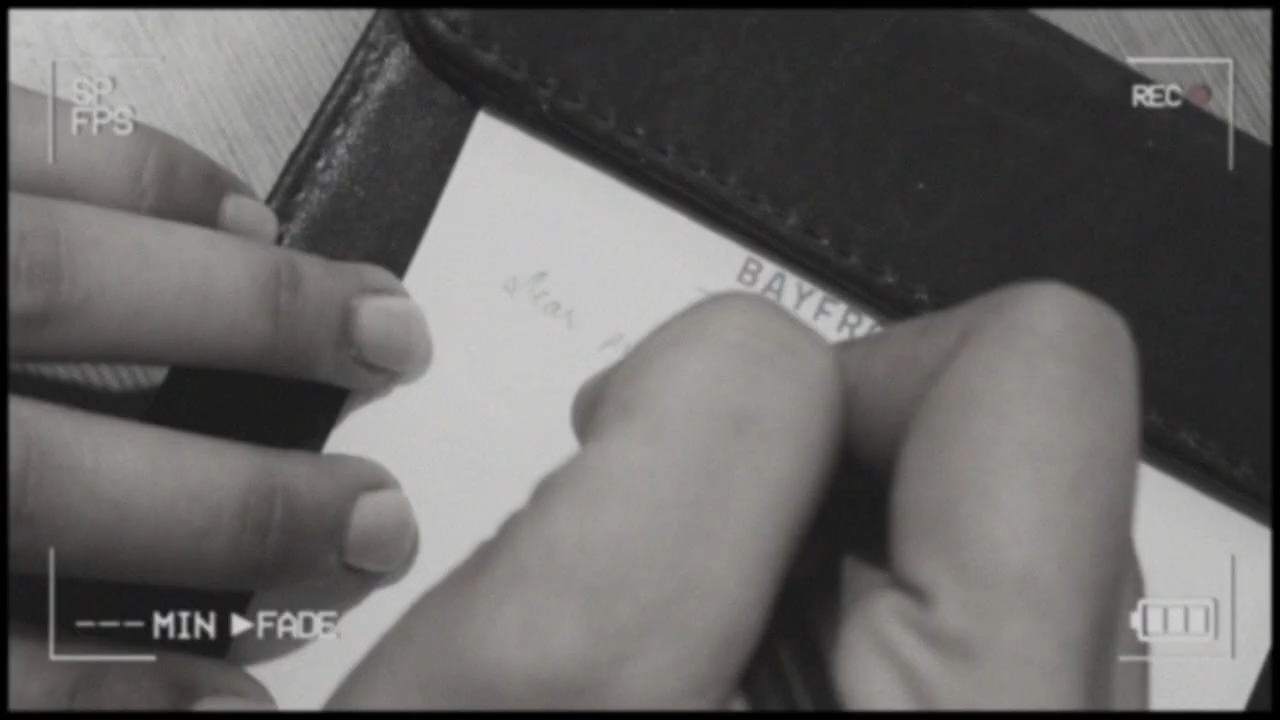 SP
FPS
REC
BAYFR
Dear
---MIN ▶FADE